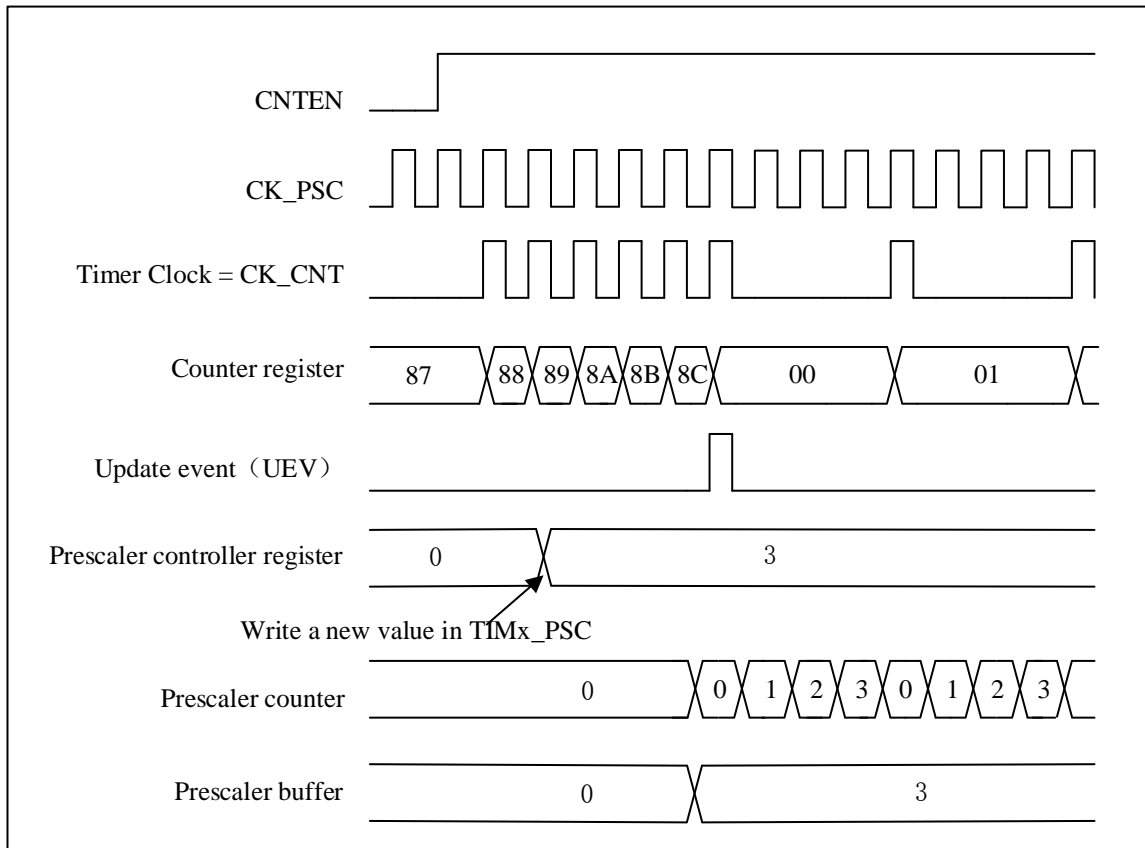 CNTEN
CK_PSC
Timer Clock = CK_CNT
Counter register 87 88 89 8A 8B 8C 00 01
Update event（UEV）
Prescaler controller register 0 3
Write a new value in TIMx_PSC
Prescaler counter 0 0 1 2 3 0 1 2 3
Prescaler buffer 0 3